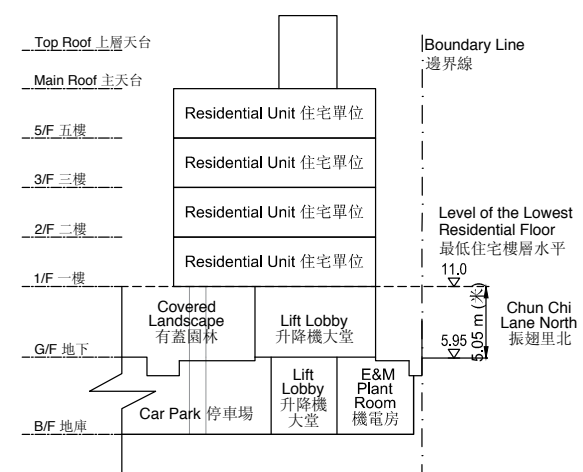 Top Roof 上層天台
Main Roof 主天台
5/F 五樓
3/F 三樓
2/F 二樓
1/F 一樓
G/F 地下
B/F 地庫
Residential Unit 住宅單位
Residential Unit 住宅單位
Residential Unit 住宅單位
Residential Unit 住宅單位
Covered
Landscape
有蓋園林
Lift Lobby
升降機大堂
Car Park 停車場
Lift
Lobby
升降機
大堂
E&M
Plant
Room
機電房
Boundary Line
邊界線
Level of the Lowest
Residential Floor
最低住宅樓層水平
11.0
5.95
5.05 m (米)
Chun Chi
Lane North
振翅里北